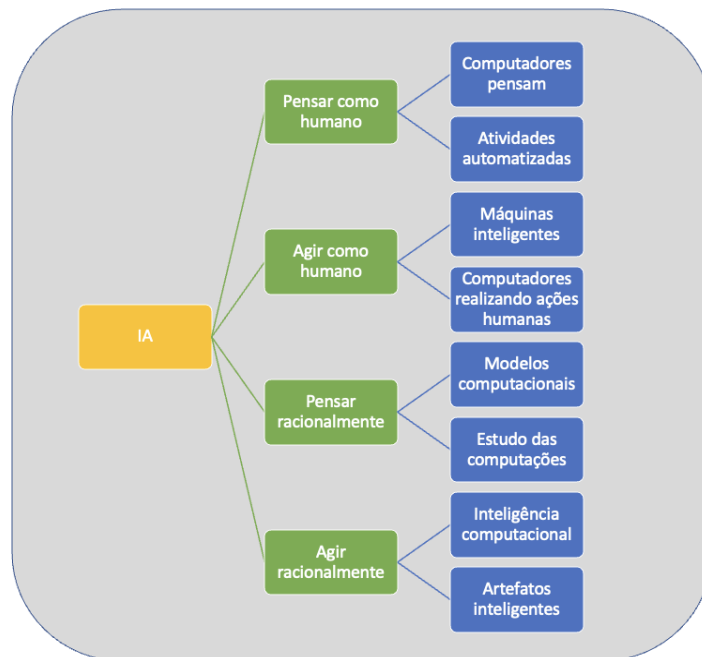 Computadores
pensam
Pensar como
humano
Atividades
automatizadas
Máquinas
inteligentes
Agir como
humano
Computadores
realizando ações
humanas
IA
Modelos
computacionais
Pensar
racionalmente
Estudo das
computações
Inteligência
computacional
Agir
racionalmente
Artefatos
inteligentes